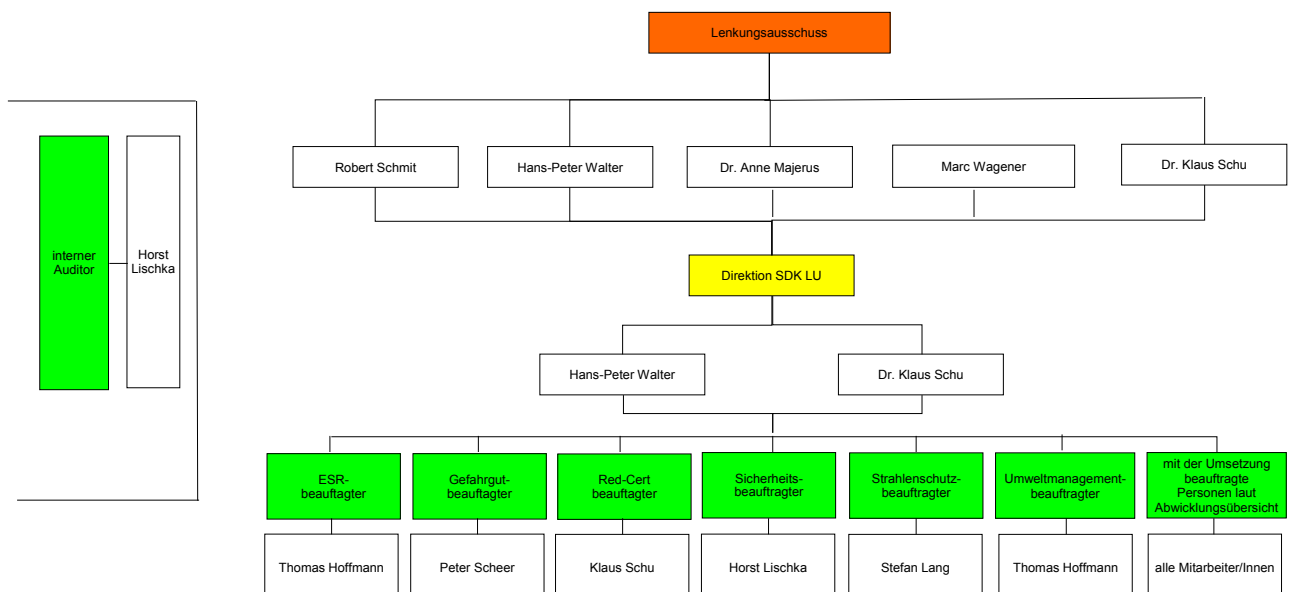 Lenkungsausschuss
Robert Schmit
Hans-Peter Walter
Dr. Anne Majerus
Marc Wagener
Dr. Klaus Schu
interner
Auditor
Horst
Lischka
Direktion SDK LU
Hans-Peter Walter
Dr. Klaus Schu
ESR-
beauftagter
Gefahrgut-
beauftagter
Red-Cert
beauftagter
Sicherheits-
beauftragter
Strahlenschutz-
beauftragter
Umweltmanagement-
beauftragter
mit der Umsetzung
beauftragte
Personen laut
Abwicklungsübersicht
Thomas Hoffmann
Peter Scheer
Klaus Schu
Horst Lischka
Stefan Lang
Thomas Hoffmann
alle Mitarbeiter/Innen